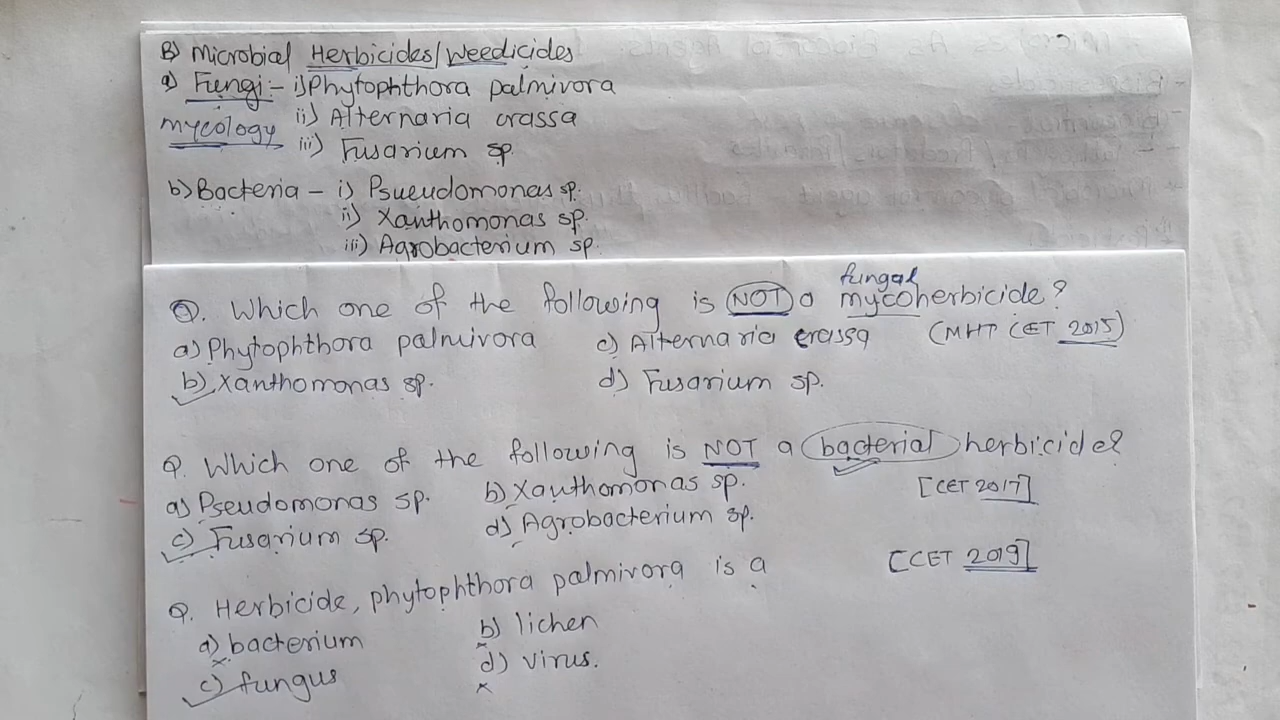 B) Microbial Herbicides/Weedicides
a) Fungi:- i) Phytophthora palmivora
mycology ii) Alternaria crassa
iii) Fusarium sp.
b) Bacteria - i) Psueudomonas sp.
ii) Xanthomonas sp.
iii) Agrobacterium sp.
fungal
Q. Which one of the following is NOT a mycoherbicide?
a) Phytophthora palmivora c) Alternaria crassa (MHT CET 2015)
b) Xanthomonas sp. d) Fusarium sp.
Q. Which one of the following is NOT a bacterial herbicide?
a) Pseudomonas sp. b) Xanthomonas sp. [CET 2017]
c) Fusarium sp. d) Agrobacterium sp.
Q. Herbicide, phytophthora palmivora is a [CET 2019]
a) bacterium b) lichen
c) fungus d) virus.